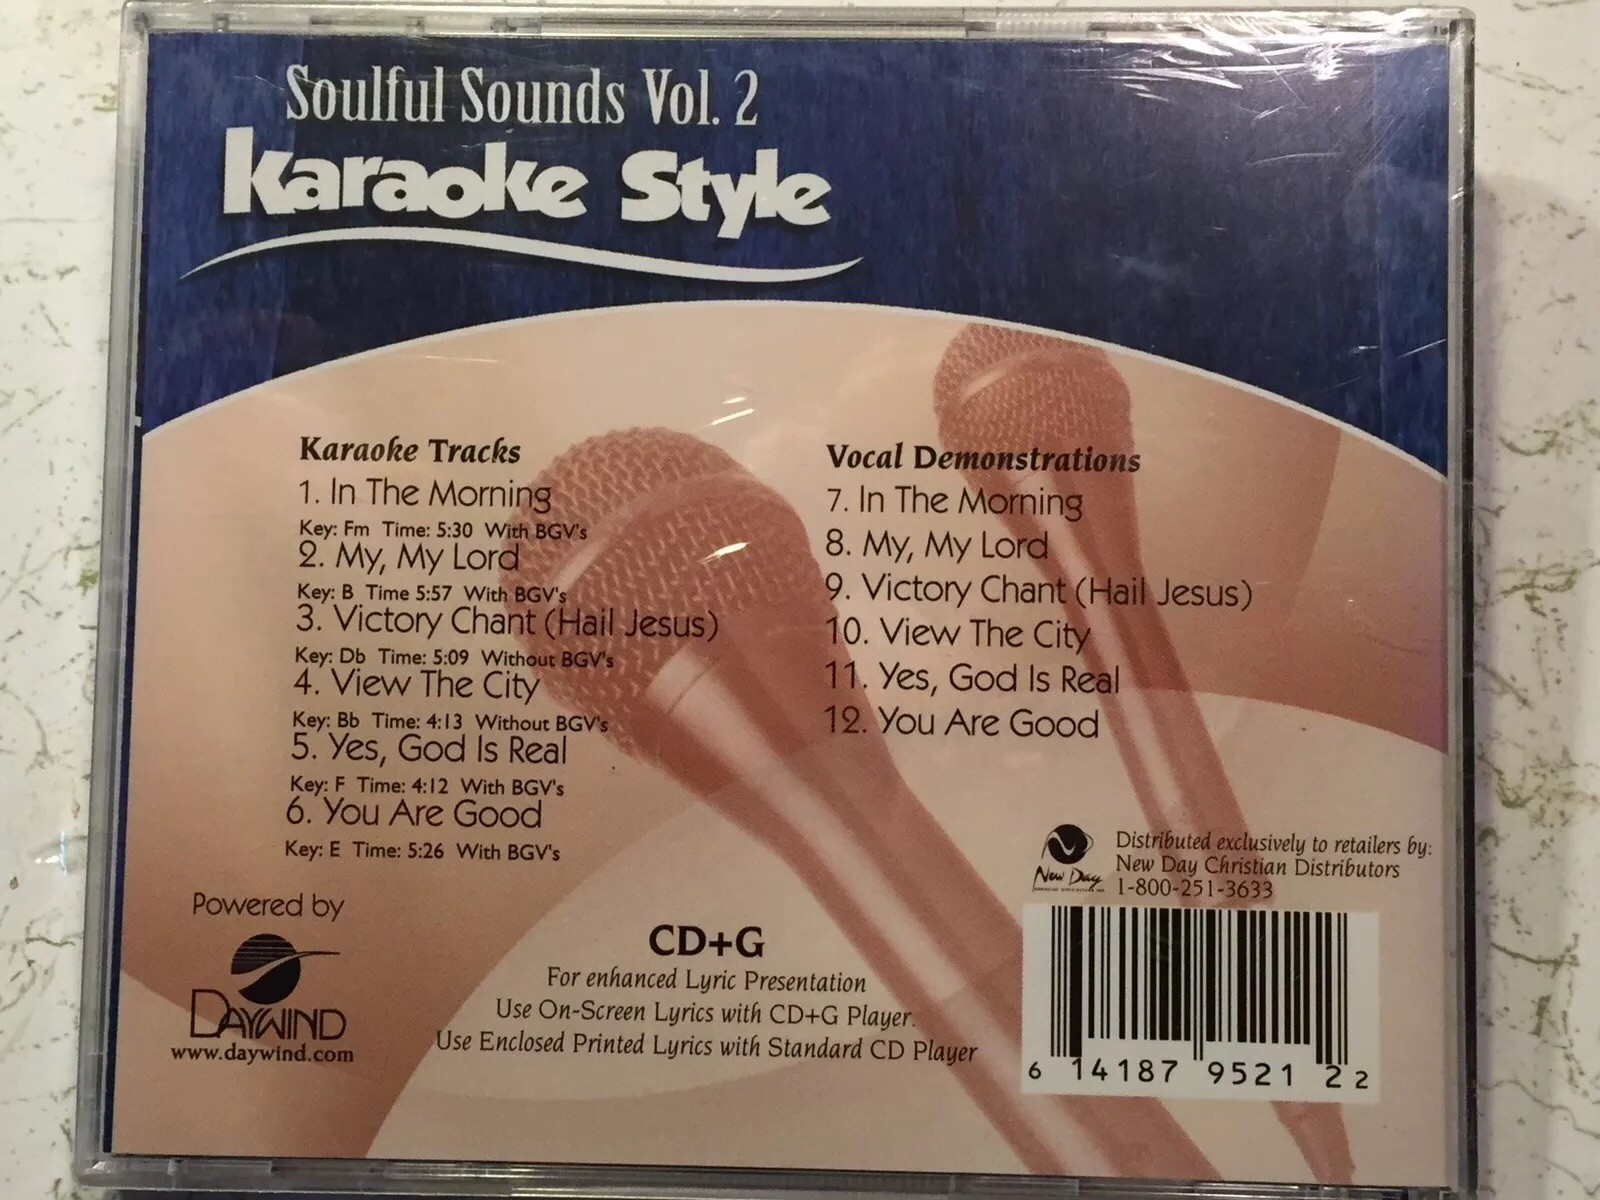 Soulful Sounds Vol. 2
Karaoke Style
Karaoke Tracks
1. In The Morning
Key: Fm Time: 5:30 With BGV's
2. My, My Lord
Key: B Time 5:57 With BGV's
3. Victory Chant (Hail Jesus)
Key: Db Time: 5:09 Without BGV's
4. View The City
Key: Bb Time: 4:13 Without BGV's
5. Yes, God Is Real
Key: F Time: 4:12 With BGV's
6. You Are Good
Key: E Time: 5:26 With BGV's
Vocal Demonstrations
7. In The Morning
8. My, My Lord
9. Victory Chant (Hail Jesus)
10. View The City
11. Yes, God Is Real
12. You Are Good
Powered by
DAYWIND
www.daywind.com
CD+G
For enhanced Lyric Presentation
Use On-Screen Lyrics with CD+G Player.
Use Enclosed Printed Lyrics with Standard CD Player
New Day
Distributed exclusively to retailers by:
New Day Christian Distributors
1-800-251-3633
6 14187 95212 2